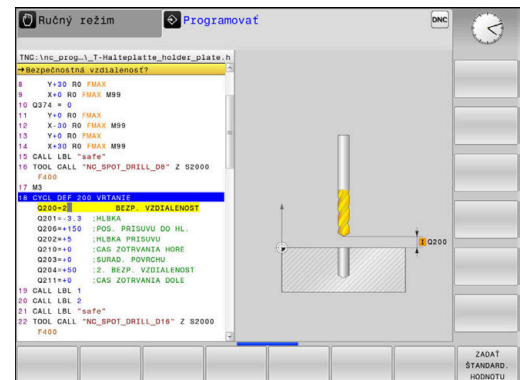 Ručný režim
Programovať
DNC
TNC:\nc_prog…\_T-Halteplatte_holder_plate.h
→Bezpečnostná vzdialenosť?
8 Y+30 R0 FMAX
9 X+0 R0 FMAX M99
10 Q374 = 0
11 Y+0 R0 FMAX
12 X-30 R0 FMAX M99
13 Y+0 R0 FMAX
14 X+30 R0 FMAX M99
15 CALL LBL "safe"
16 TOOL CALL "NC_SPOT_DRILL_D8" Z S2000
F400
17 M3
18 CYCL DEF 200 VRTANIE
Q200=2 BEZP. VZDIALENOST
Q201=-3.3 ;HLBKA
Q206=+150 ;POS. PRISUVU DO HL.
Q202=+5 ;HLBKA PRISUVU
Q210=+0 ;CAS ZOTRVANIA HORE
Q203=+0 ;SURAD. POVRCHU
Q204=+50 ;2. BEZP. VZDIALENOST
Q211=+0 ;CAS ZOTRVANIA DOLE
19 CALL LBL 1
20 CALL LBL 2
21 CALL LBL "safe"
22 TOOL CALL "NC_SPOT_DRILL_D16" Z S2000
F400
Q200
ZADAŤ
ŠTANDARD.
HODNOTU